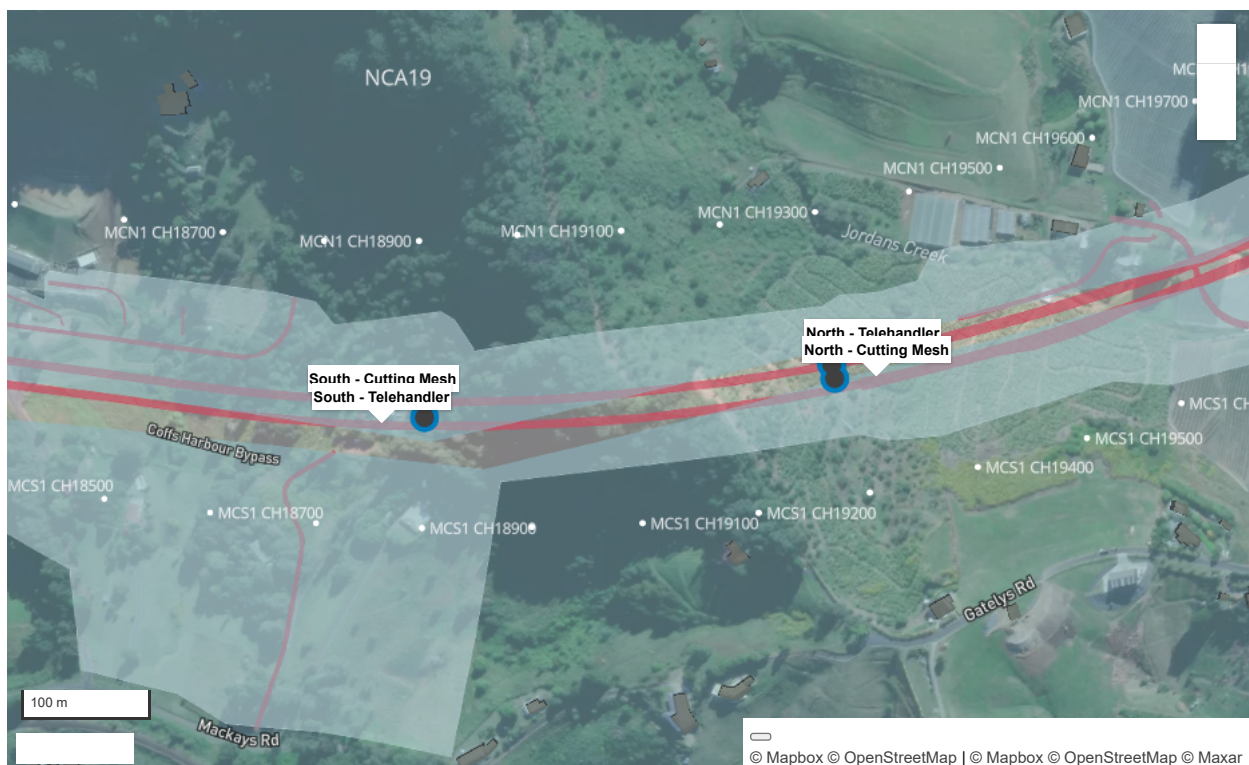 NCA19
MCN1 CH19700
MCN1 CH19600
MCN1 CH19500
MCN1 CH19300
MCN1 CH19100
MCN1 CH18900
MCN1 CH18700
Jordans Creek
North - Telehandler
North - Cutting Mesh
South - Cutting Mesh
South - Telehandler
Coffs Harbour Bypass
MCS1 CH
MCS1 CH19500
MCS1 CH19400
MCS1 CH18500
MCS1 CH18700
MCS1 CH18900
MCS1 CH19100
MCS1 CH19200
Gatelys Rd
100 m
Mackays Rd
© Mapbox © OpenStreetMap | © Mapbox © OpenStreetMap © Maxar